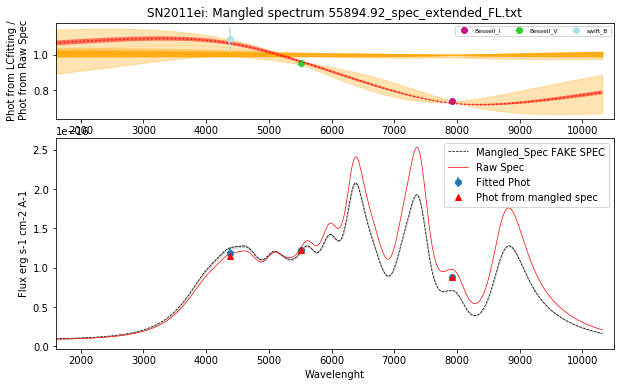 SN2011ei: Mangled spectrum 55894.92_spec_extended_FL.txt
Phot from LCfitting /
Phot from Raw Spec
1.0
0.8
Bessell_I
Bessell_V
swift_B
2000 3000 4000 5000 6000 7000 8000 9000 10000
1e−16
Flux erg s-1 cm-2 A-1
2.5
2.0
1.5
1.0
0.5
0.0
Mangled_Spec FAKE SPEC
Raw Spec
Fitted Phot
Phot from mangled spec
2000 3000 4000 5000 6000 7000 8000 9000 10000
Wavelenght